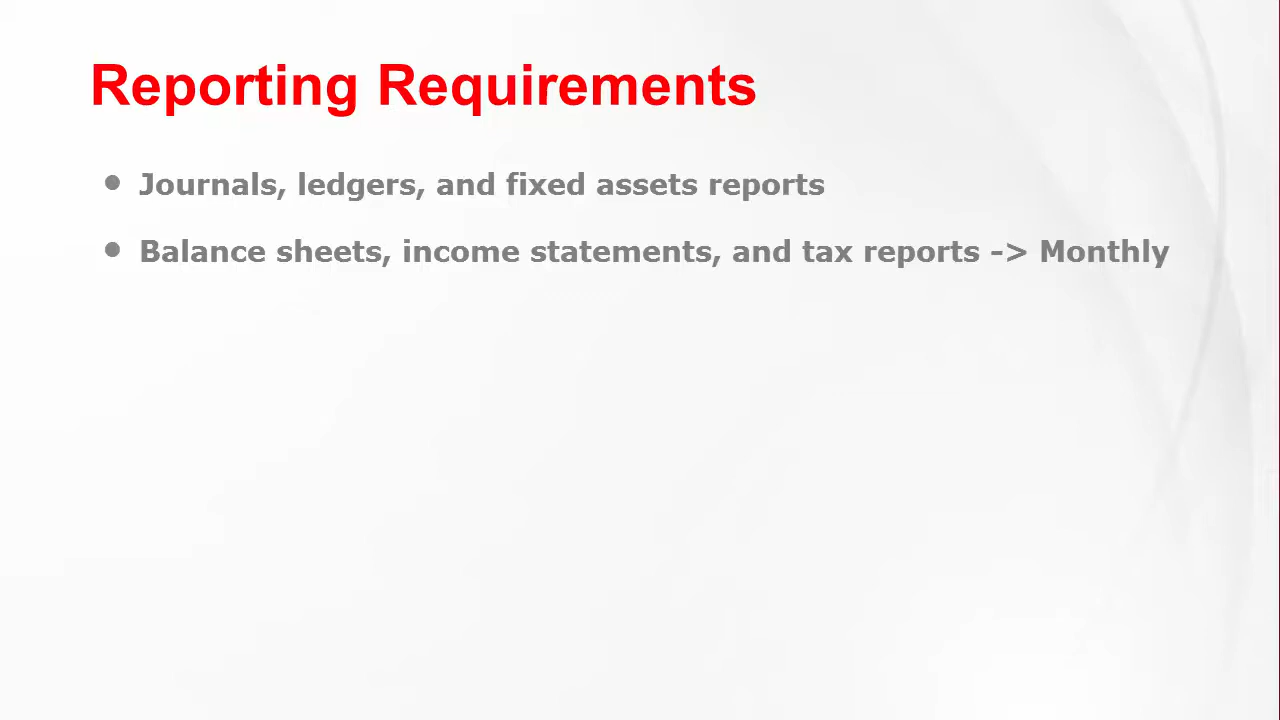 Reporting Requirements
• Journals, ledgers, and fixed assets reports
• Balance sheets, income statements, and tax reports -> Monthly